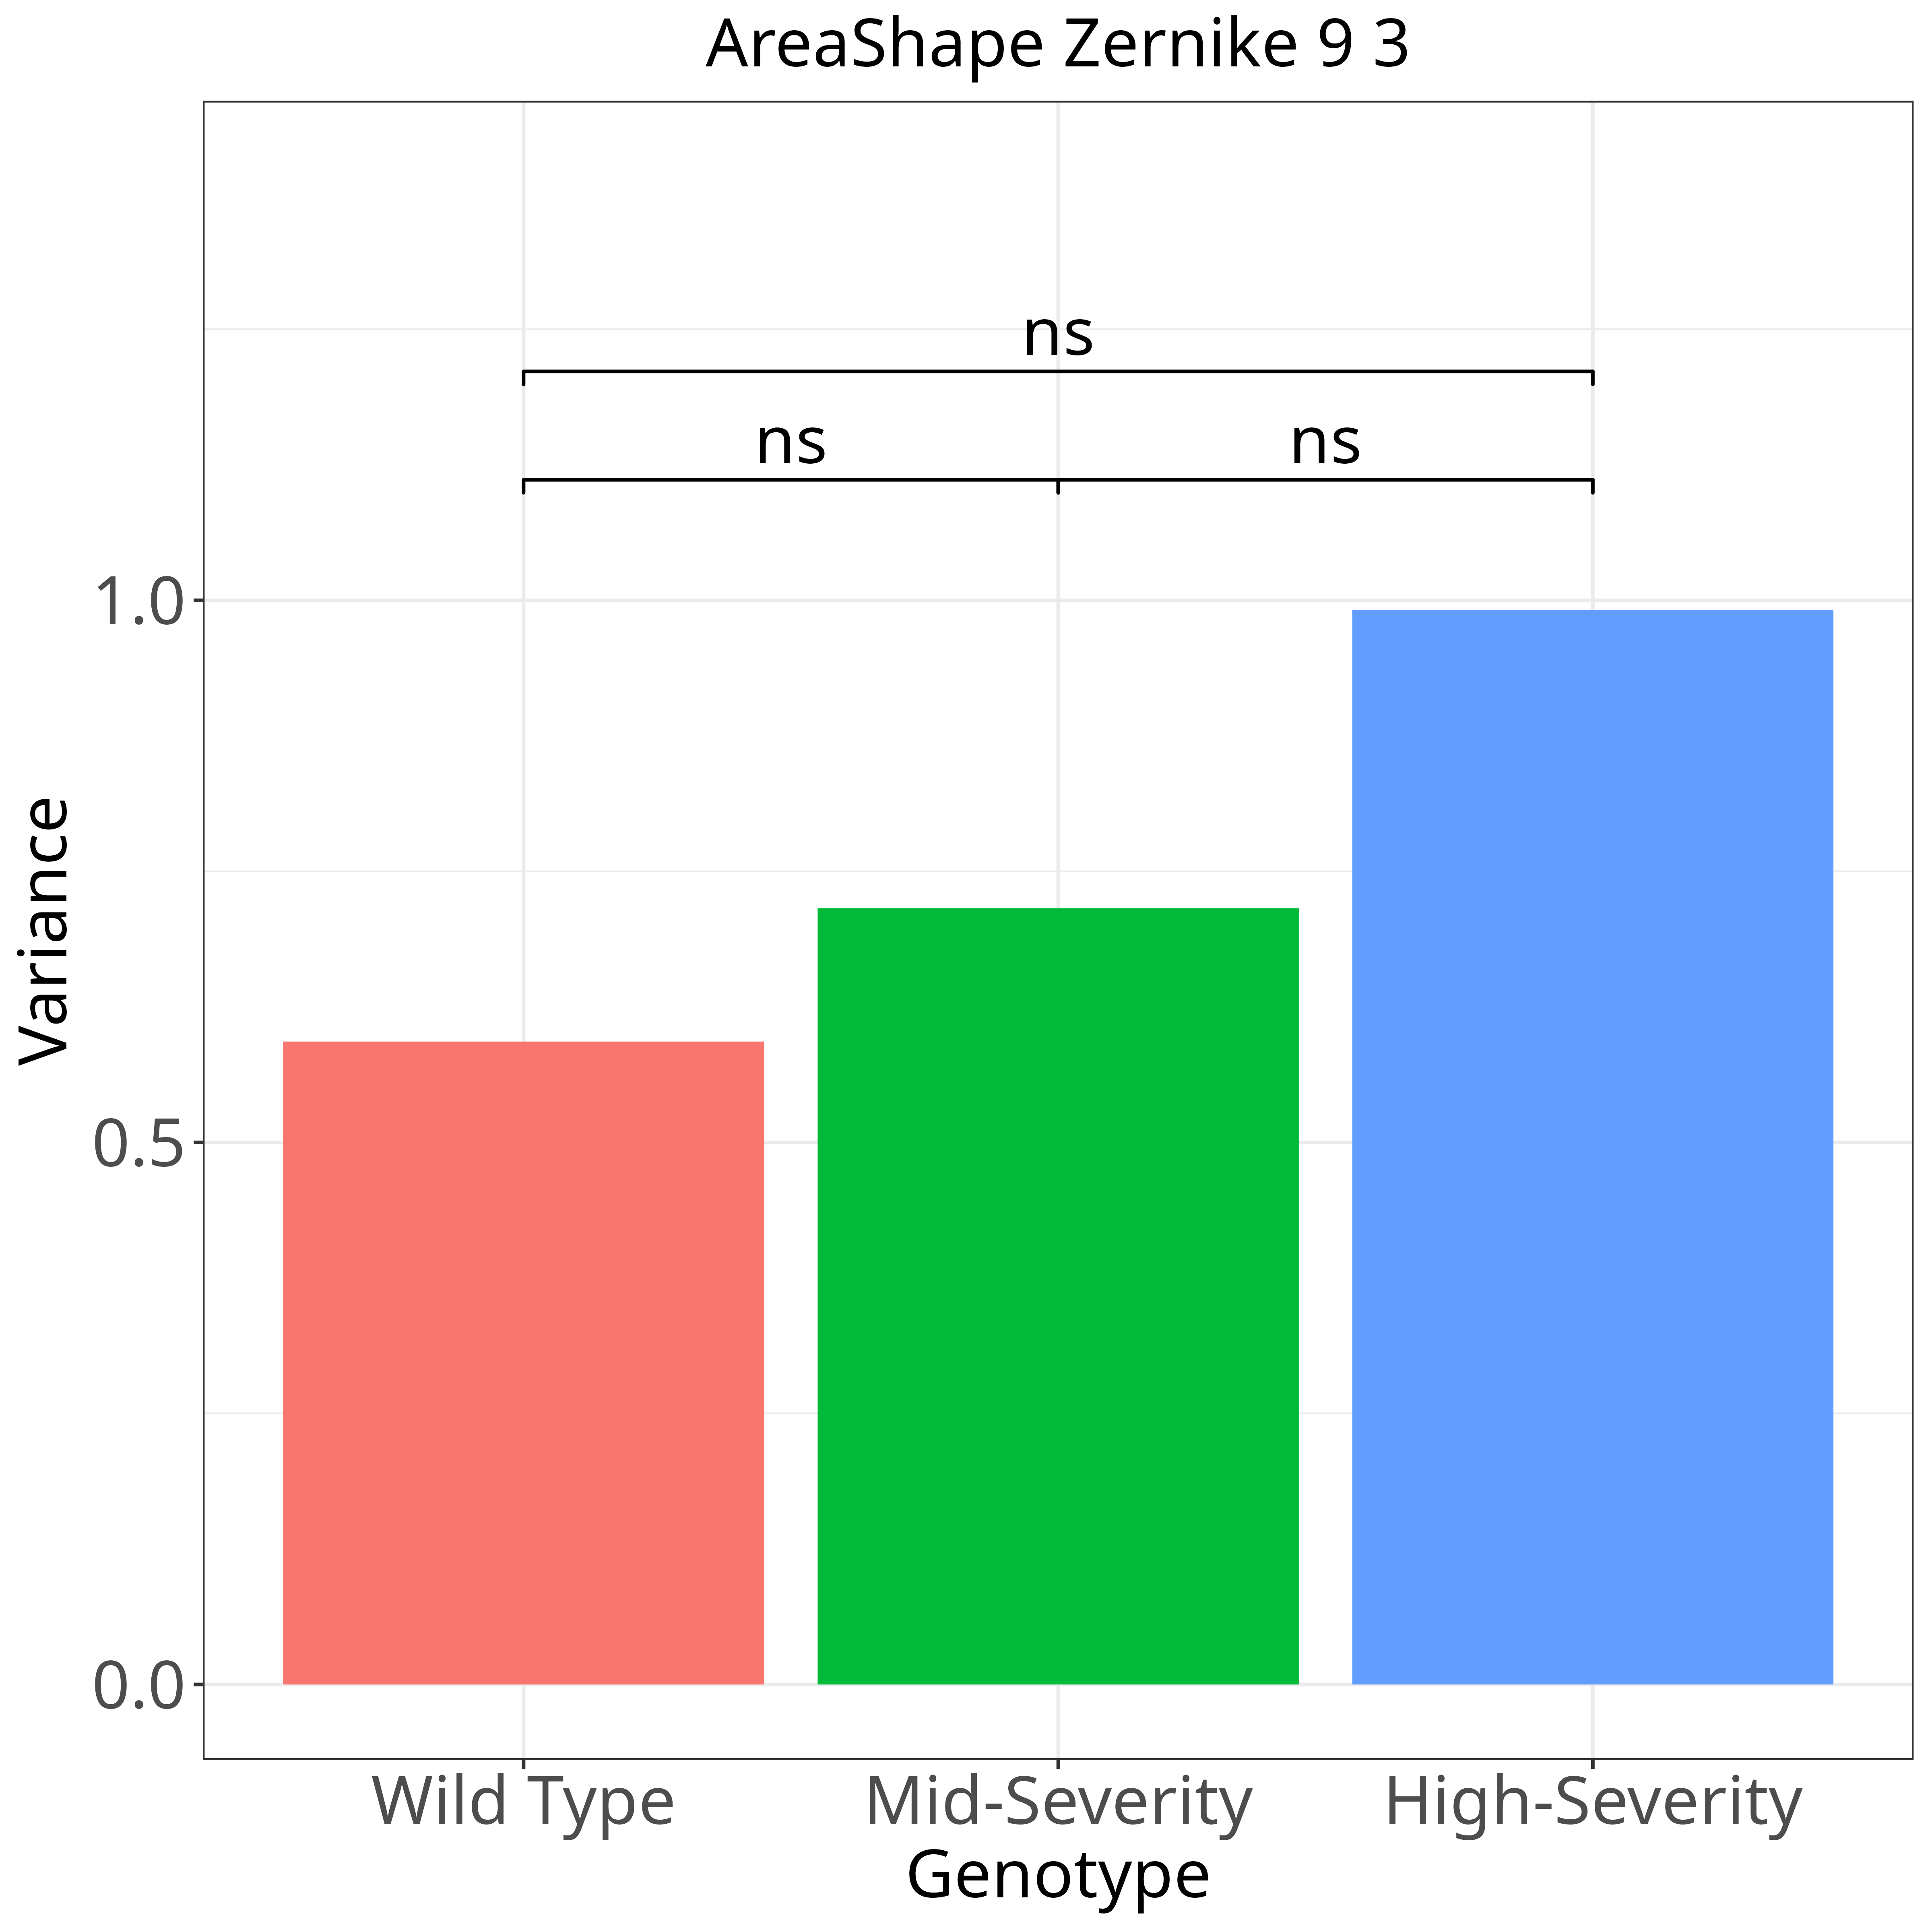 AreaShape Zernike 9 3
ns
ns ns
1.0
0.5
0.0
Variance
Wild Type Mid-Severity High-Severity
Genotype